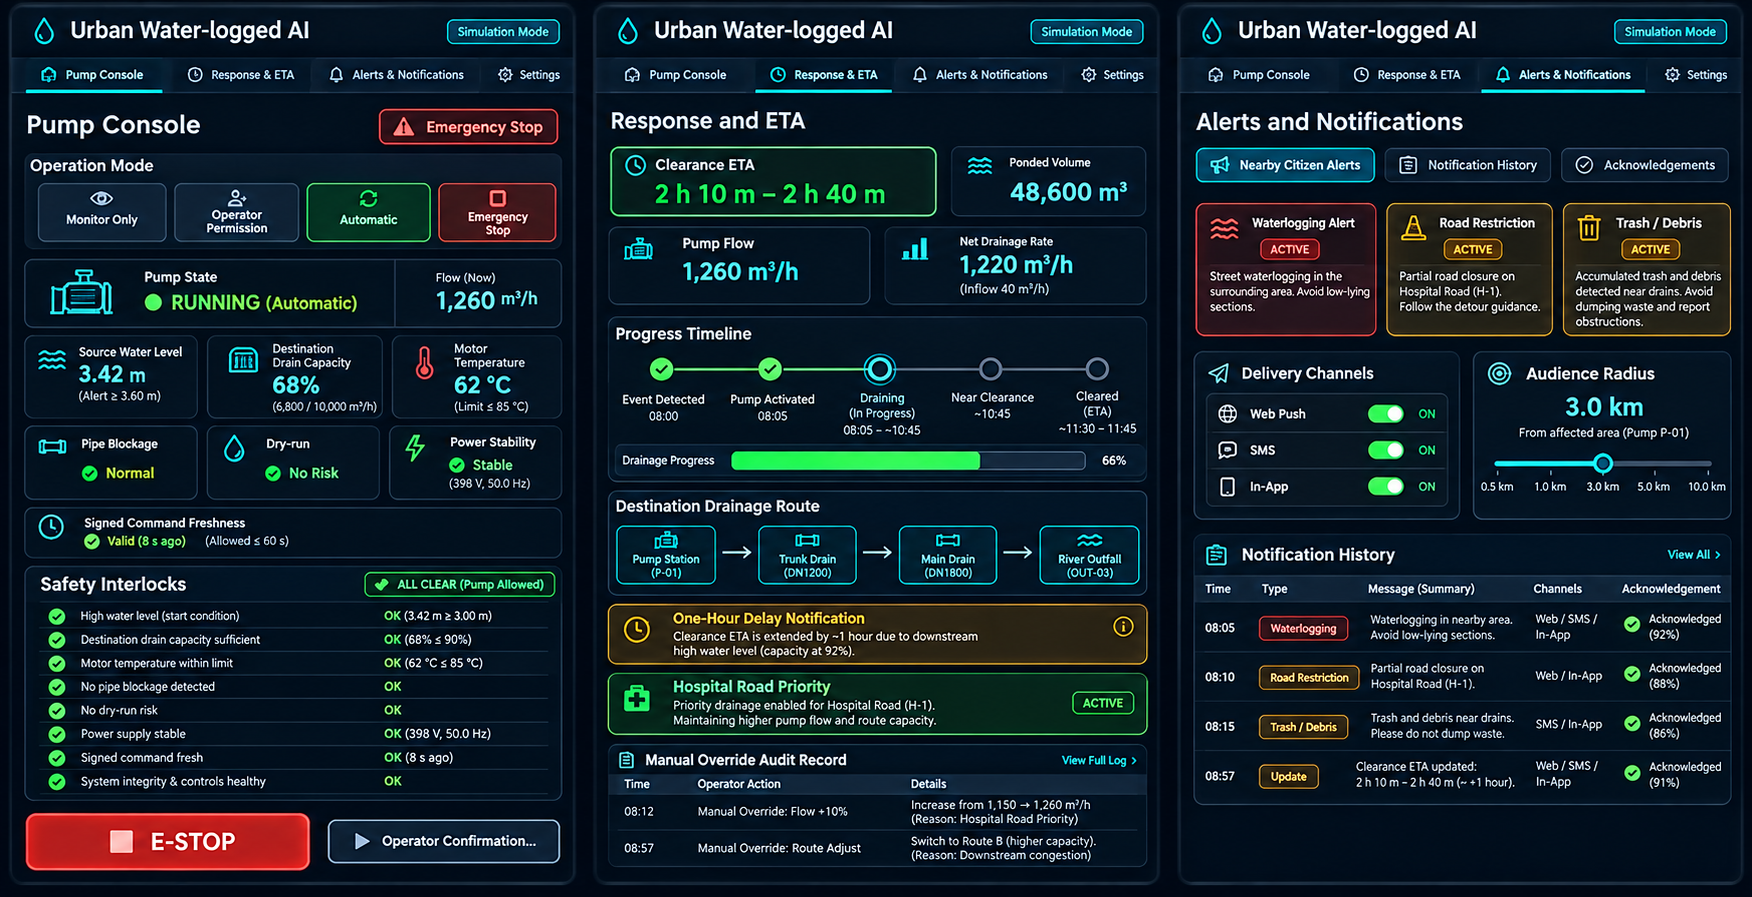 Urban Water-logged AI
Simulation Mode
Pump Console
Response & ETA
Alerts & Notifications
Settings
Pump Console
Emergency Stop
Operation Mode
Monitor Only
Operator
Permission
Automatic
Emergency
Stop
Pump State
RUNNING (Automatic)
Flow (Now)
1,260 m³/h
Source Water Level
3.42 m
(Alert ≥ 3.60 m)
Destination
Drain Capacity
68%
(6,800 / 10,000 m³/h)
Motor
Temperature
62 °C
(Limit ≤ 85 °C)
Pipe Blockage
Normal
Dry-run
No Risk
Power Stability
Stable
(398 V, 50.0 Hz)
Signed Command Freshness
Valid (8 s ago) (Allowed ≤ 60 s)
Safety Interlocks
ALL CLEAR (Pump Allowed)
High water level (start condition) OK (3.42 m ≥ 3.00 m)
Destination drain capacity sufficient OK (68% ≤ 90%)
Motor temperature within limit OK (62 °C ≤ 85 °C)
No pipe blockage detected OK
No dry-run risk OK
Power supply stable OK (398 V, 50.0 Hz)
Signed command fresh OK (8 s ago)
System integrity & controls healthy OK
E-STOP
Operator Confirmation...
Urban Water-logged AI
Simulation Mode
Pump Console
Response & ETA
Alerts & Notifications
Settings
Response and ETA
Clearance ETA
2 h 10 m – 2 h 40 m
Ponded Volume
48,600 m³
Pump Flow
1,260 m³/h
Net Drainage Rate
1,220 m³/h
(Inflow 40 m³/h)
Progress Timeline
Event Detected
08:00
Pump Activated
08:05
Draining
(In Progress)
08:05 – ~10:45
Near Clearance
~10:45
Cleared
(ETA)
~11:30 – 11:45
Drainage Progress 66%
Destination Drainage Route
Pump Station
(P-01)
Trunk Drain
(DN1200)
Main Drain
(DN1800)
River Outfall
(OUT-03)
One-Hour Delay Notification
Clearance ETA is extended by ~1 hour due to downstream
high water level (capacity at 92%).
Hospital Road Priority
Priority drainage enabled for Hospital Road (H-1).
Maintaining higher pump flow and route capacity.
ACTIVE
Manual Override Audit Record
View Full Log >
Time Operator Action Details
08:12 Manual Override: Flow +10% Increase from 1,150 → 1,260 m³/h
(Reason: Hospital Road Priority)
08:57 Manual Override: Route Adjust Switch to Route B (higher capacity).
(Reason: Downstream congestion)
Urban Water-logged AI
Simulation Mode
Pump Console
Response & ETA
Alerts & Notifications
Settings
Alerts and Notifications
Nearby Citizen Alerts
Notification History
Acknowledgements
Waterlogging Alert
ACTIVE
Street waterlogging in the
surrounding area. Avoid low-lying
sections.
Road Restriction
ACTIVE
Partial road closure on
Hospital Road (H-1).
Follow the detour guidance.
Trash / Debris
ACTIVE
Accumulated trash and debris
detected near drains. Avoid
dumping waste and report
obstructions.
Delivery Channels
Web Push ON
SMS ON
In-App ON
Audience Radius
3.0 km
From affected area (Pump P-01)
0.5 km 1.0 km 3.0 km 5.0 km 10.0 km
Notification History
View All >
Time Type Message (Summary) Channels Acknowledgement
08:05 Waterlogging Waterlogging in nearby area.
Avoid low-lying sections.
Web / SMS /
In-App
Acknowledged
(92%)
08:10 Road Restriction Partial road closure on
Hospital Road (H-1).
Web / In-App
Acknowledged
(88%)
08:15 Trash / Debris Trash and debris near drains.
Please do not dump waste.
SMS / In-App
Acknowledged
(86%)
08:57 Update Clearance ETA updated:
2 h 10 m – 2 h 40 m (~ +1 hour).
Web / SMS /
In-App
Acknowledged
(91%)